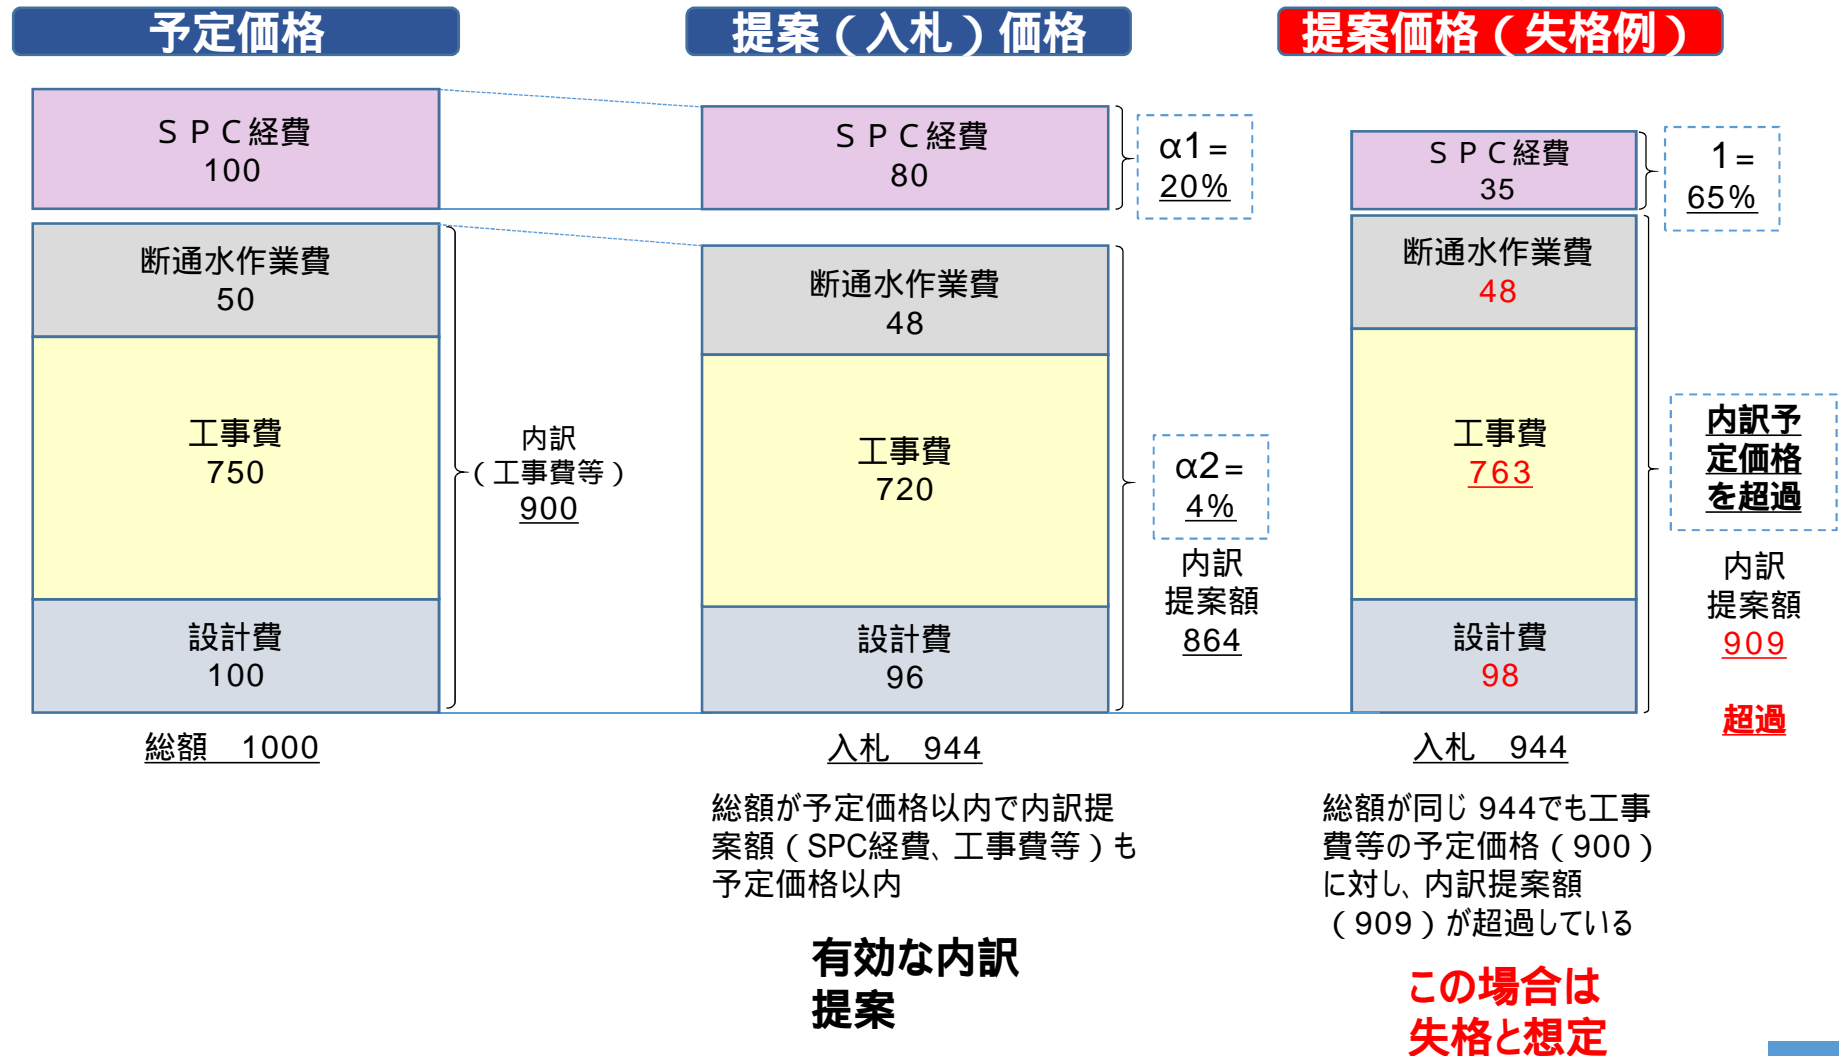 予定価格
ＳＰＣ経費
100
断通水作業費
50
工事費
750
設計費
100
内訳
（工事費等）
900
総額　1000
提案（入札）価格
ＳＰＣ経費
80
α1＝
20％
断通水作業費
48
工事費
720
設計費
96
α2＝
4％
内訳
提案額
864
入札　944
総額が予定価格以内で内訳提
案額（SPC経費、工事費等）も
予定価格以内
有効な内訳
提案
提案価格（失格例）
ＳＰＣ経費
35
1＝
65％
断通水作業費
48
工事費
763
設計費
98
内訳予
定価格
を超過
内訳
提案額
909
超過
入札　944
総額が同じ944でも工事
費等の予定価格（900）
に対し、内訳提案額
（909）が超過している
この場合は
失格と想定